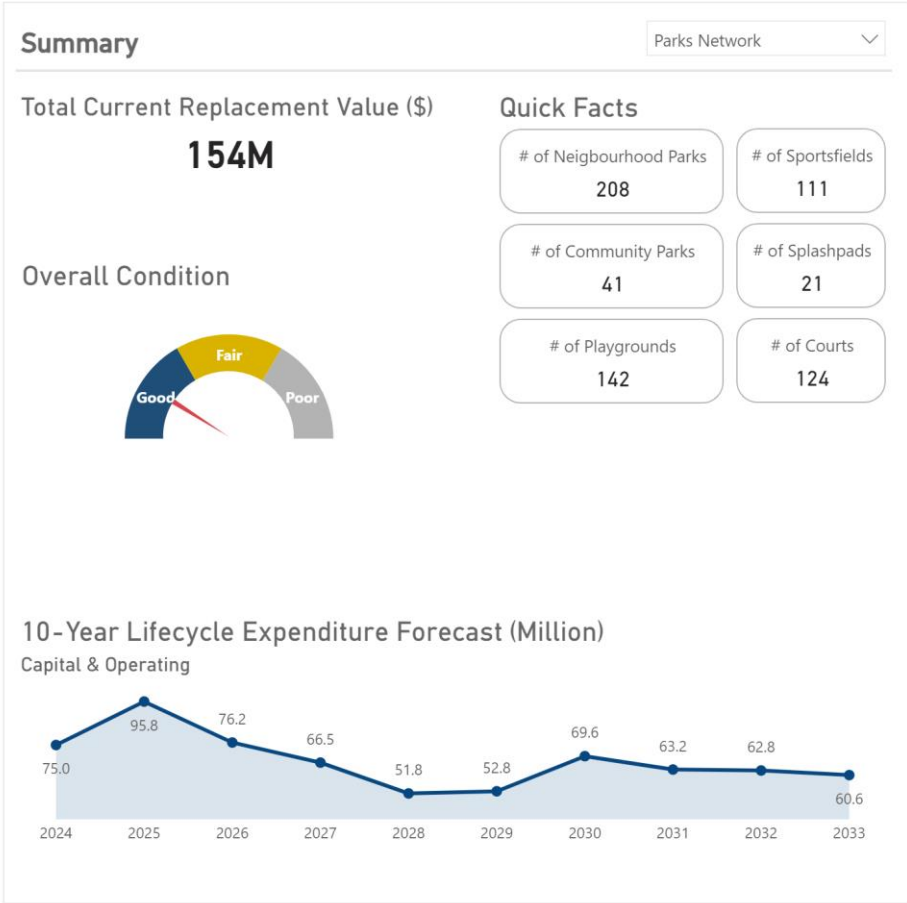 Summary
Parks Network
Total Current Replacement Value ($)
154M
Quick Facts
# of Neigbourhood Parks
208
# of Sportsfields
111
# of Community Parks
41
# of Splashpads
21
# of Playgrounds
142
# of Courts
124
Overall Condition
Good
Fair
Poor
10-Year Lifecycle Expenditure Forecast (Million)
Capital & Operating
75.0
95.8
76.2
66.5
51.8
52.8
69.6
63.2
62.8
60.6
2024 2025 2026 2027 2028 2029 2030 2031 2032 2033